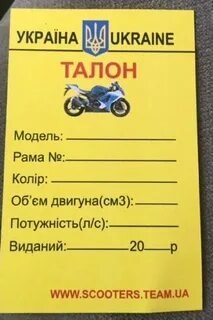 УКРАЇНА UKRAINE
ТАЛОН
Модель:
Рама №:
Колір:
Об'єм двигуна(см3):
Потужність(л/с):
Виданий: 20 р
WWW.SCOOTERS.TEAM.UA